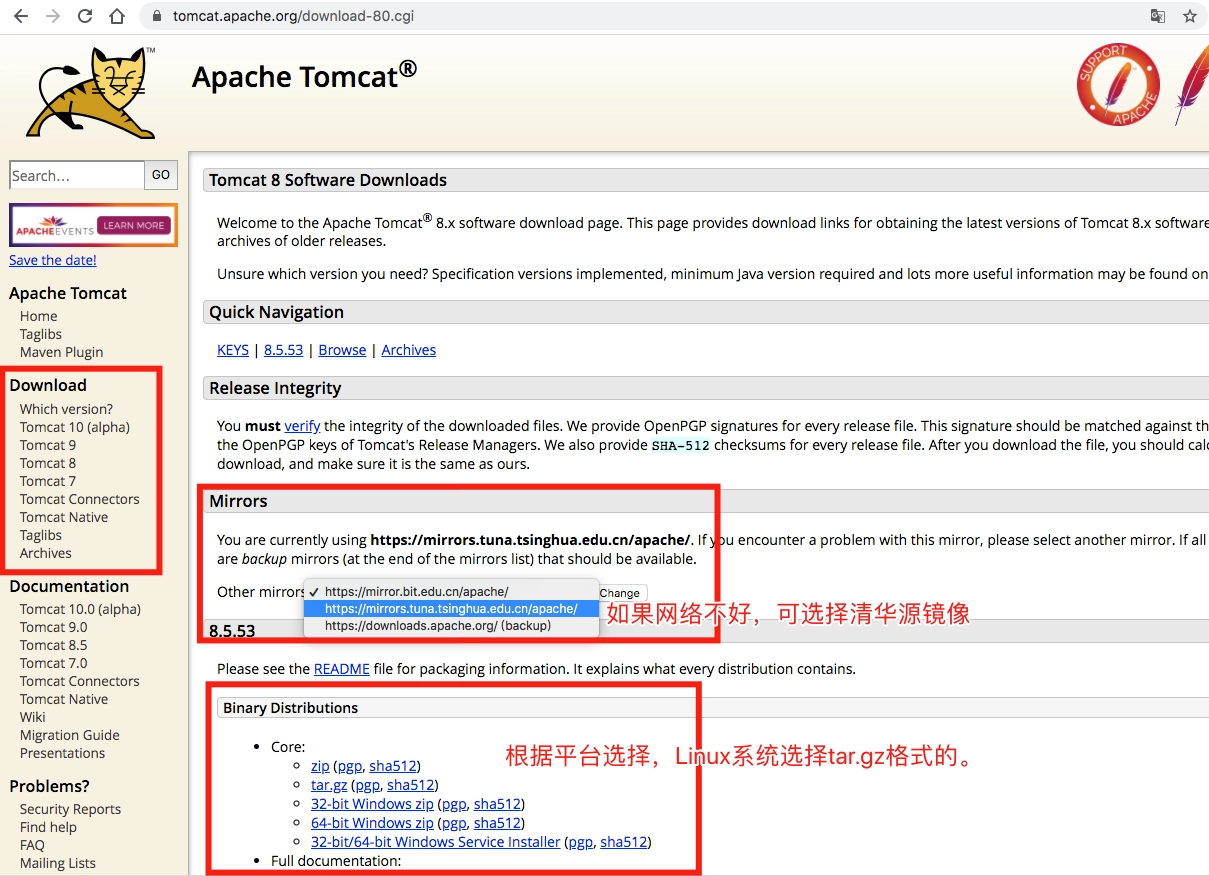 tomcat.apache.org/download-80.cgi
Apache Tomcat®
TM
SUPPORT APACHE
Search...
GO
APACHE EVENTS LEARN MORE
Save the date!
Apache Tomcat
Home
Taglibs
Maven Plugin
Download
Which version?
Tomcat 10 (alpha)
Tomcat 9
Tomcat 8
Tomcat 7
Tomcat Connectors
Tomcat Native
Taglibs
Archives
Documentation
Tomcat 10.0 (alpha)
Tomcat 9.0
Tomcat 8.5
Tomcat 7.0
Tomcat Connectors
Tomcat Native
Wiki
Migration Guide
Presentations
Problems?
Security Reports
Find help
FAQ
Mailing Lists
Tomcat 8 Software Downloads
Welcome to the Apache Tomcat® 8.x software download page. This page provides download links for obtaining the latest versions of Tomcat 8.x software
archives of older releases.
Unsure which version you need? Specification versions implemented, minimum Java version required and lots more useful information may be found on
Quick Navigation
KEYS | 8.5.53 | Browse | Archives
Release Integrity
You must verify the integrity of the downloaded files. We provide OpenPGP signatures for every release file. This signature should be matched against th
the OpenPGP keys of Tomcat's Release Managers. We also provide SHA-512 checksums for every release file. After you download the file, you should calc
download, and make sure it is the same as ours.
Mirrors
You are currently using https://mirrors.tuna.tsinghua.edu.cn/apache/. If you encounter a problem with this mirror, please select another mirror. If all
are backup mirrors (at the end of the mirrors list) that should be available.
Other mirrors
✓ https://mirror.bit.edu.cn/apache/
https://mirrors.tuna.tsinghua.edu.cn/apache/
https://downloads.apache.org/ (backup)
Change
如果网络不好，可选择清华源镜像
8.5.53
Please see the README file for packaging information. It explains what every distribution contains.
Binary Distributions
• Core:
zip (pgp, sha512)
tar.gz (pgp, sha512)
32-bit Windows zip (pgp, sha512)
64-bit Windows zip (pgp, sha512)
32-bit/64-bit Windows Service Installer (pgp, sha512)
• Full documentation:
根据平台选择，Linux系统选择tar.gz格式的。